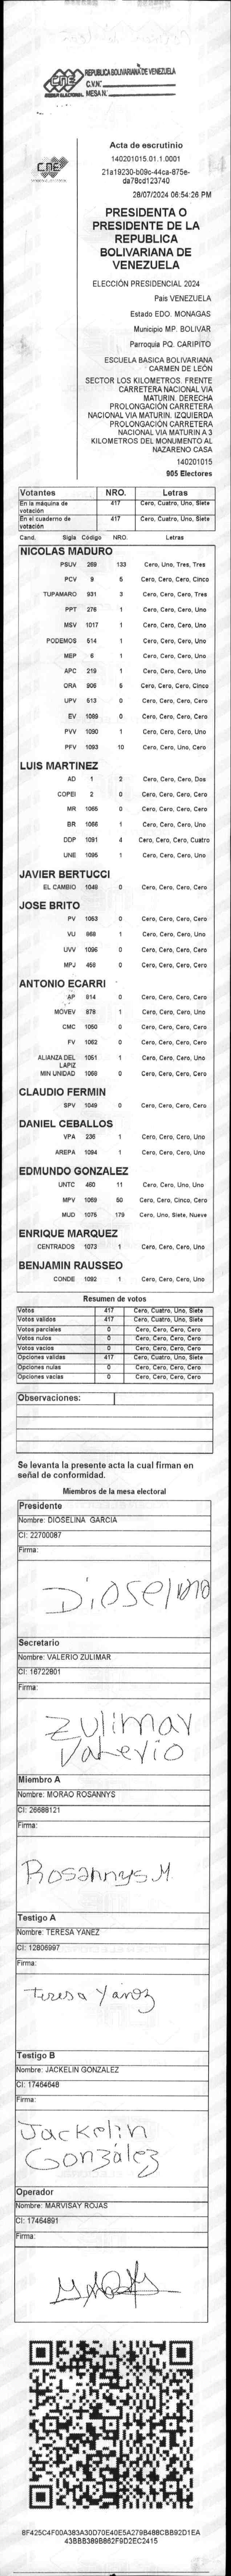 CNE
REPUBLICA BOLIVARIANA DE VENEZUELA
C.V.Nº:
MESA N:
CNE
Acta de escrutinio
140201015.01.1.0001
21a19230-b09c-44ca-875e-
da78cd123740
28/07/2024 06:54:26 PM
PRESIDENTA O
PRESIDENTE DE LA
REPUBLICA
BOLIVARIANA DE
VENEZUELA
ELECCIÓN PRESIDENCIAL 2024
País VENEZUELA
Estado EDO. MONAGAS
Municipio MP. BOLIVAR
Parroquia PQ. CARIPITO
ESCUELA BASICA BOLIVARIANA
CARMEN DE LEÓN
SECTOR LOS KILOMETROS. FRENTE
CARRETERA NACIONAL VIA
MATURIN. DERECHA
PROLONGACIÓN CARRETERA
NACIONAL VIA MATURIN. IZQUIERDA
PROLONGACIÓN CARRETERA
NACIONAL VIA MATURIN A 3
KILOMETROS DEL MONUMENTO AL
NAZARENO CASA
140201015
905 Electores
Votantes NRO. Letras
En la máquina de votación 417 Cero, Cuatro, Uno, Siete
En el cuaderno de votación 417 Cero, Cuatro, Uno, Siete
Cand. Sigla Código NRO. Letras
NICOLAS MADURO
PSUV 269 133 Cero, Uno, Tres, Tres
PCV 9 5 Cero, Cero, Cero, Cinco
TUPAMARO 931 3 Cero, Cero, Cero, Tres
PPT 276 1 Cero, Cero, Cero, Uno
MSV 1017 1 Cero, Cero, Cero, Uno
PODEMOS 514 1 Cero, Cero, Cero, Uno
MEP 6 1 Cero, Cero, Cero, Uno
APC 219 1 Cero, Cero, Cero, Uno
ORA 906 5 Cero, Cero, Cero, Cinco
UPV 513 0 Cero, Cero, Cero, Cero
EV 1089 0 Cero, Cero, Cero, Cero
PVV 1090 1 Cero, Cero, Cero, Uno
PFV 1093 10 Cero, Cero, Uno, Cero
LUIS MARTINEZ
AD 1 2 Cero, Cero, Cero, Dos
COPEI 2 0 Cero, Cero, Cero, Cero
MR 1065 0 Cero, Cero, Cero, Cero
BR 1066 1 Cero, Cero, Cero, Uno
DDP 1091 4 Cero, Cero, Cero, Cuatro
UNE 1095 1 Cero, Cero, Cero, Uno
JAVIER BERTUCCI
EL CAMBIO 1048 0 Cero, Cero, Cero, Cero
JOSE BRITO
PV 1053 0 Cero, Cero, Cero, Cero
VU 868 1 Cero, Cero, Cero, Uno
UVV 1096 0 Cero, Cero, Cero, Cero
MPJ 458 0 Cero, Cero, Cero, Cero
ANTONIO ECARRI
AP 814 0 Cero, Cero, Cero, Cero
MOVEV 878 1 Cero, Cero, Cero, Uno
CMC 1050 0 Cero, Cero, Cero, Cero
FV 1062 0 Cero, Cero, Cero, Cero
ALIANZA DEL LAPIZ 1051 1 Cero, Cero, Cero, Uno
MIN UNIDAD 1058 0 Cero, Cero, Cero, Cero
CLAUDIO FERMIN
SPV 1049 0 Cero, Cero, Cero, Cero
DANIEL CEBALLOS
VPA 236 1 Cero, Cero, Cero, Uno
AREPA 1094 1 Cero, Cero, Cero, Uno
EDMUNDO GONZALEZ
UNTC 460 11 Cero, Cero, Uno, Uno
MPV 1069 50 Cero, Cero, Cinco, Cero
MUD 1075 179 Cero, Uno, Siete, Nueve
ENRIQUE MARQUEZ
CENTRADOS 1073 1 Cero, Cero, Cero, Uno
BENJAMIN RAUSSEO
CONDE 1092 1 Cero, Cero, Cero, Uno
Resumen de votos
Votos 417 Cero, Cuatro, Uno, Siete
Votos validos 417 Cero, Cuatro, Uno, Siete
Votos parciales 0 Cero, Cero, Cero, Cero
Votos nulos 0 Cero, Cero, Cero, Cero
Votos vacios 0 Cero, Cero, Cero, Cero
Opciones validas 417 Cero, Cuatro, Uno, Siete
Opciones nulas 0 Cero, Cero, Cero, Cero
Opciones vacias 0 Cero, Cero, Cero, Cero
Observaciones:
Se levanta la presente acta la cual firman en
señal de conformidad.
Miembros de la mesa electoral
Presidente
Nombre: DIOSELINA GARCIA
CI: 22700087
Firma:
Secretario
Nombre: VALERIO ZULIMAR
CI: 16722601
Firma:
Zulimar
Valerio
Miembro A
Nombre: MORAO ROSANNYS
CI: 26688121
Firma:
Rosannys M.
Testigo A
Nombre: TERESA YANEZ
CI: 12806997
Firma:
Teresa Yanez
Testigo B
Nombre: JACKELIN GONZALEZ
CI: 17464648
Firma:
Jackelin
González
Operador
Nombre: MARVISAY ROJAS
CI: 17464891
Firma:
8F425C4F00A383A30D70E40E5A279B488CBB92D1EA
43BBB389B862F9D2EC2415